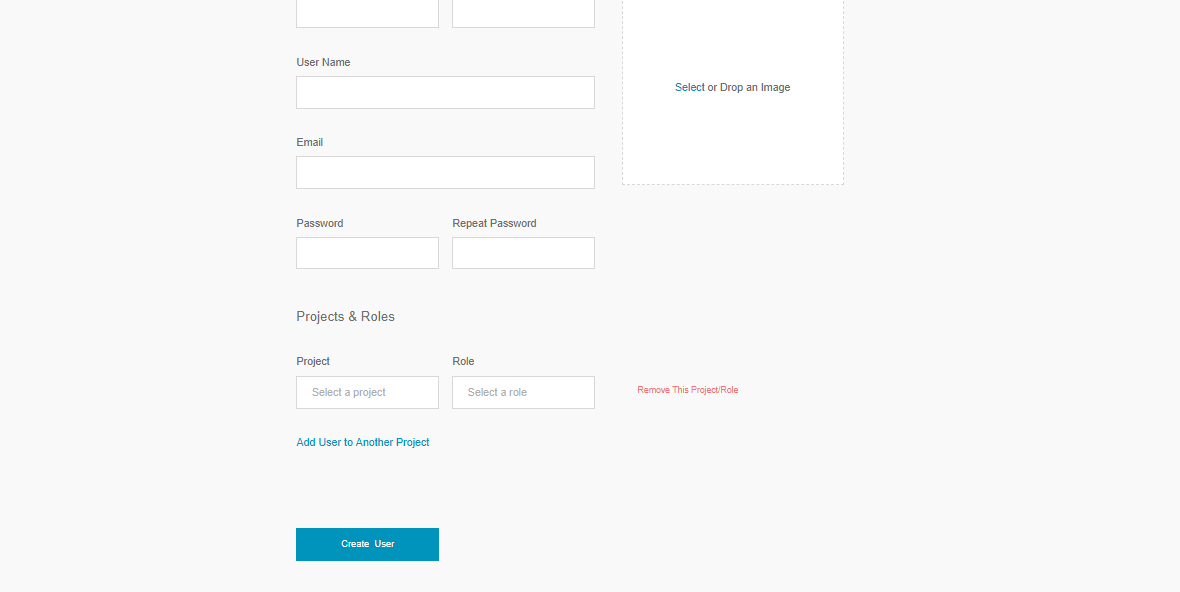 User Name
Select or Drop an Image
Email
Password
Repeat Password
Projects & Roles
Project
Role
Select a project
Select a role
Remove This Project/Role
Add User to Another Project
Create User